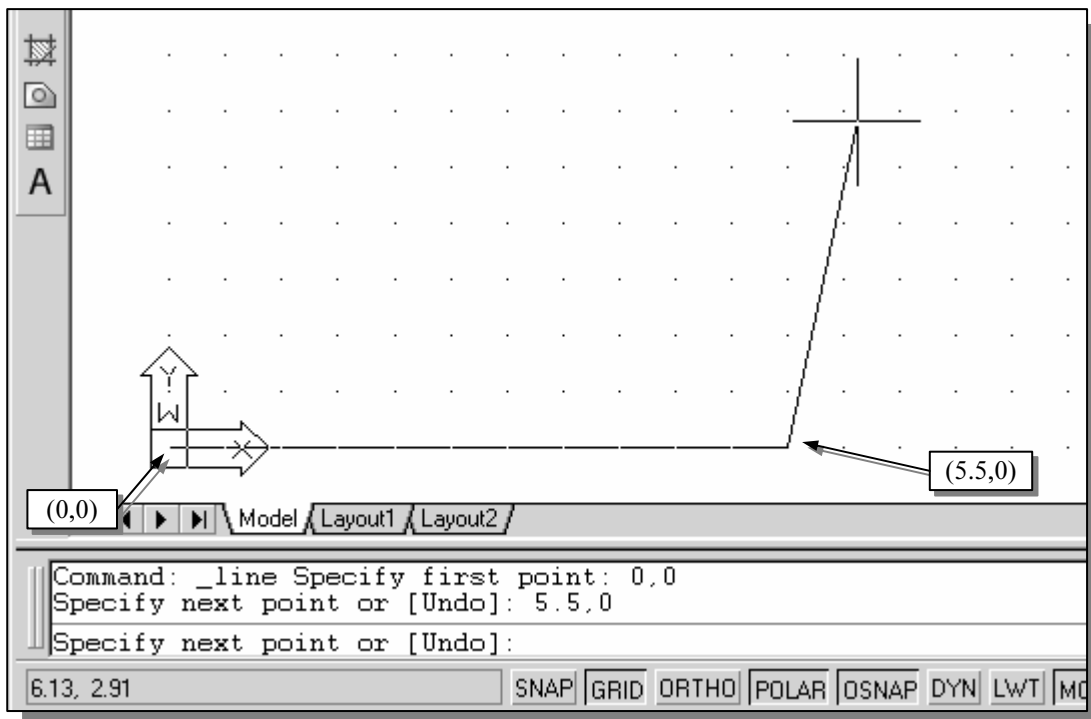 A
Y
W
X
(0,0)
(5.5,0)
Model Layout1 Layout2
Command: _line Specify first point: 0,0
Specify next point or [Undo]: 5.5,0
Specify next point or [Undo]:
6.13, 2.91 SNAP GRID ORTHO POLAR OSNAP DYN LWT MO